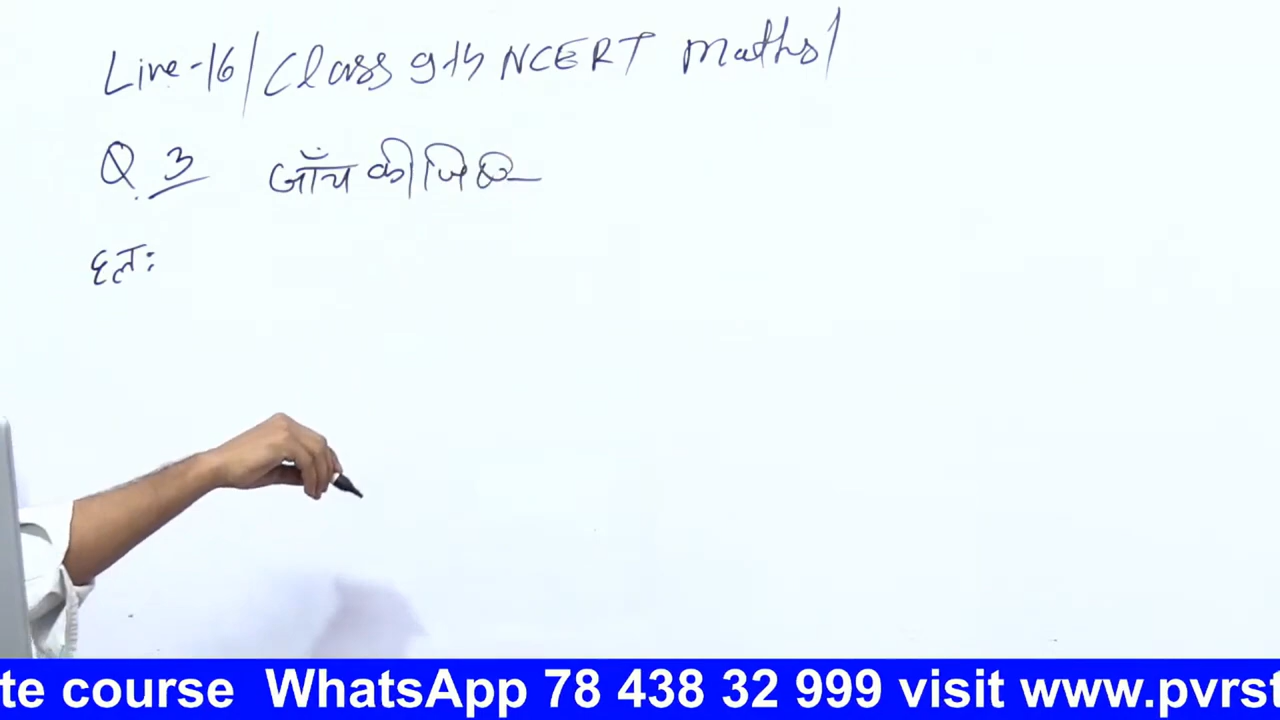 Live-16/Class 9th NCERT Maths/
Q. 3 जाँच कीजिए
हल:
te course WhatsApp 78 438 32 999 visit www.pvrst